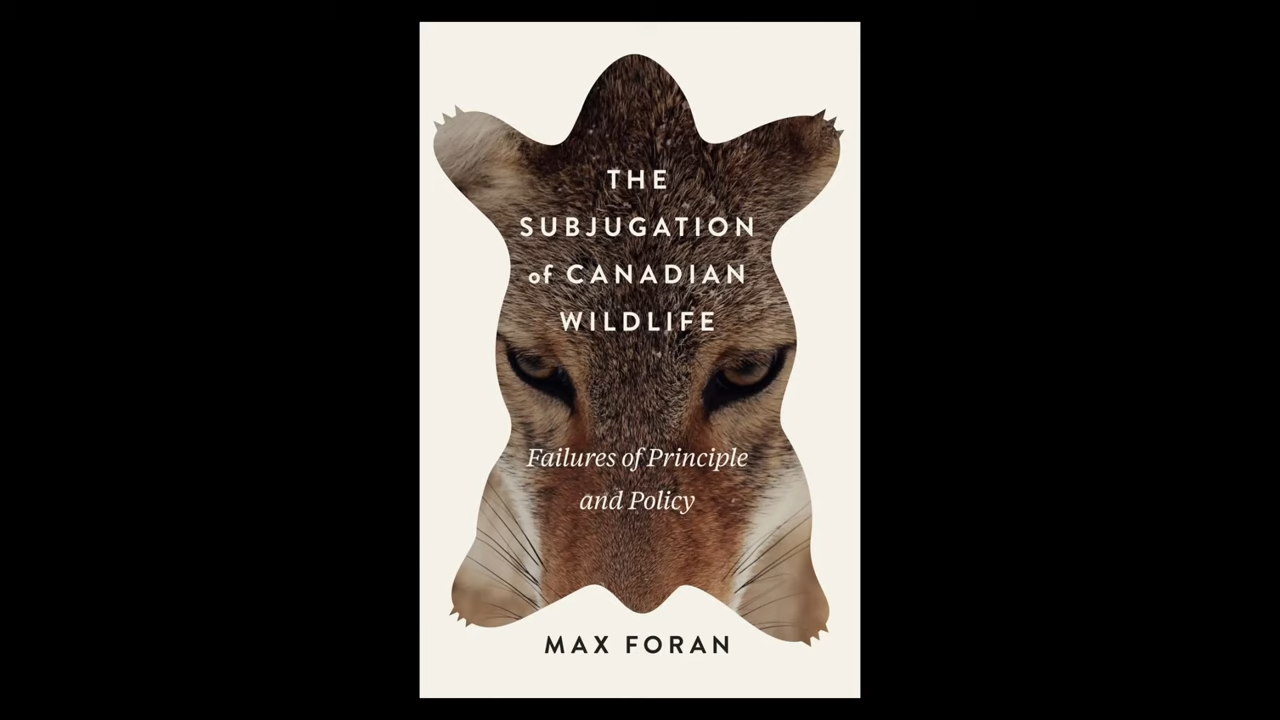 THE
SUBJUGATION
of CANADIAN
WILDLIFE
Failures of Principle
and Policy
MAX FORAN